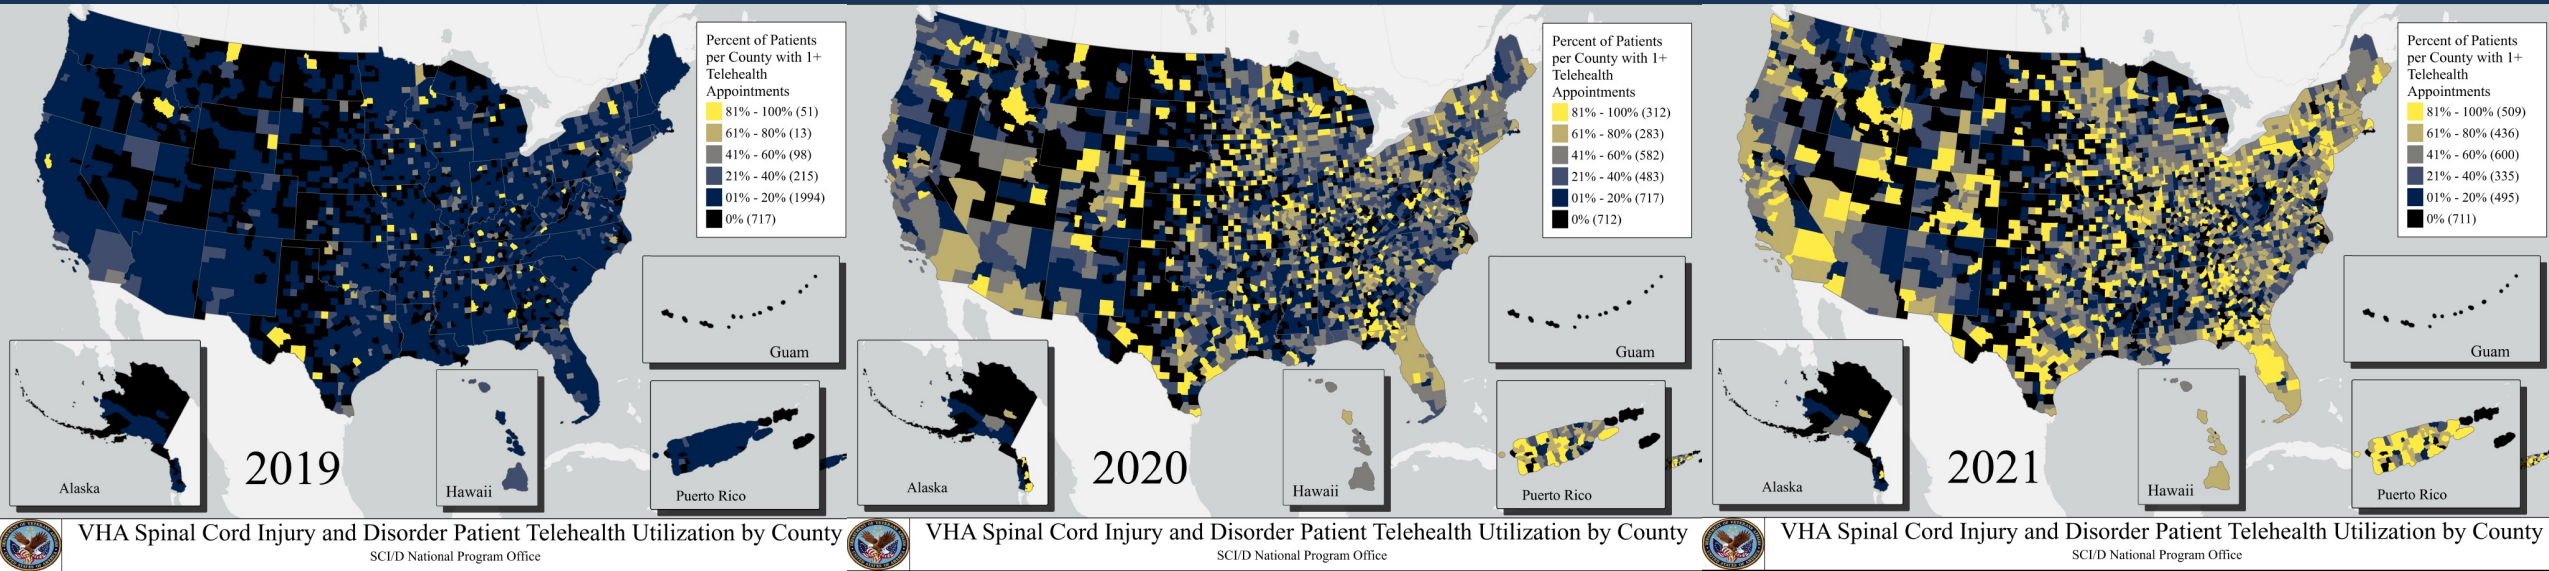 Percent of Patients
per County with 1+
Telehealth
Appointments
81% - 100% (51)
61% - 80% (13)
41% - 60% (98)
21% - 40% (215)
01% - 20% (1994)
0% (717)
Guam
Alaska
2019
Hawaii
Puerto Rico
VHA Spinal Cord Injury and Disorder Patient Telehealth Utilization by County
SCI/D National Program Office
Percent of Patients
per County with 1+
Telehealth
Appointments
81% - 100% (312)
61% - 80% (283)
41% - 60% (582)
21% - 40% (483)
01% - 20% (717)
0% (712)
Guam
Alaska
2020
Hawaii
Puerto Rico
VHA Spinal Cord Injury and Disorder Patient Telehealth Utilization by County
SCI/D National Program Office
Percent of Patients
per County with 1+
Telehealth
Appointments
81% - 100% (509)
61% - 80% (436)
41% - 60% (600)
21% - 40% (335)
01% - 20% (495)
0% (711)
Guam
Alaska
2021
Hawaii
Puerto Rico
VHA Spinal Cord Injury and Disorder Patient Telehealth Utilization by County
SCI/D National Program Office